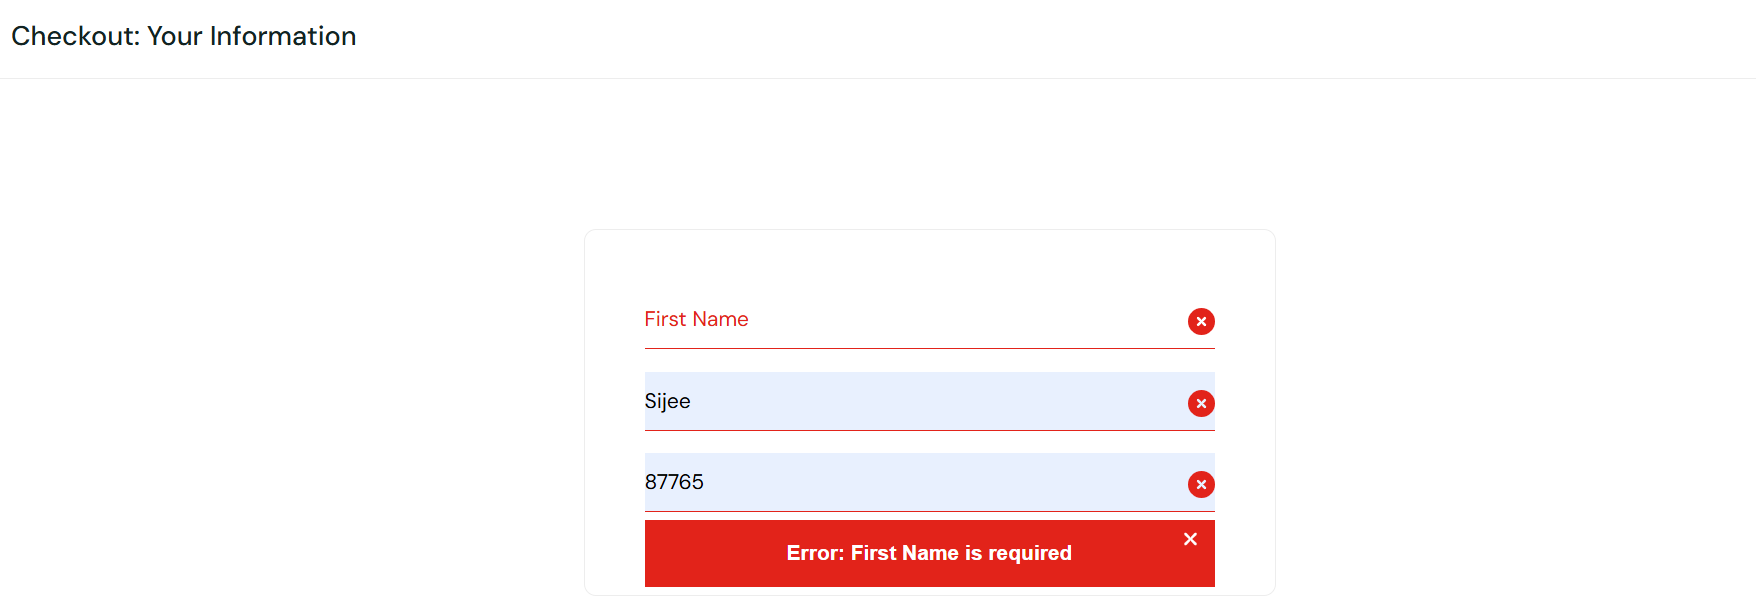 Checkout: Your Information
First Name
Sijee
87765
Error: First Name is required